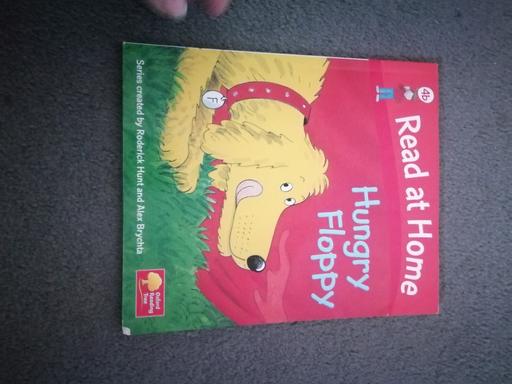 4b
Read at Home
Hungry
Floppy
F
Series created by Roderick Hunt and Alex Brychta
Oxford
Reading
Tree